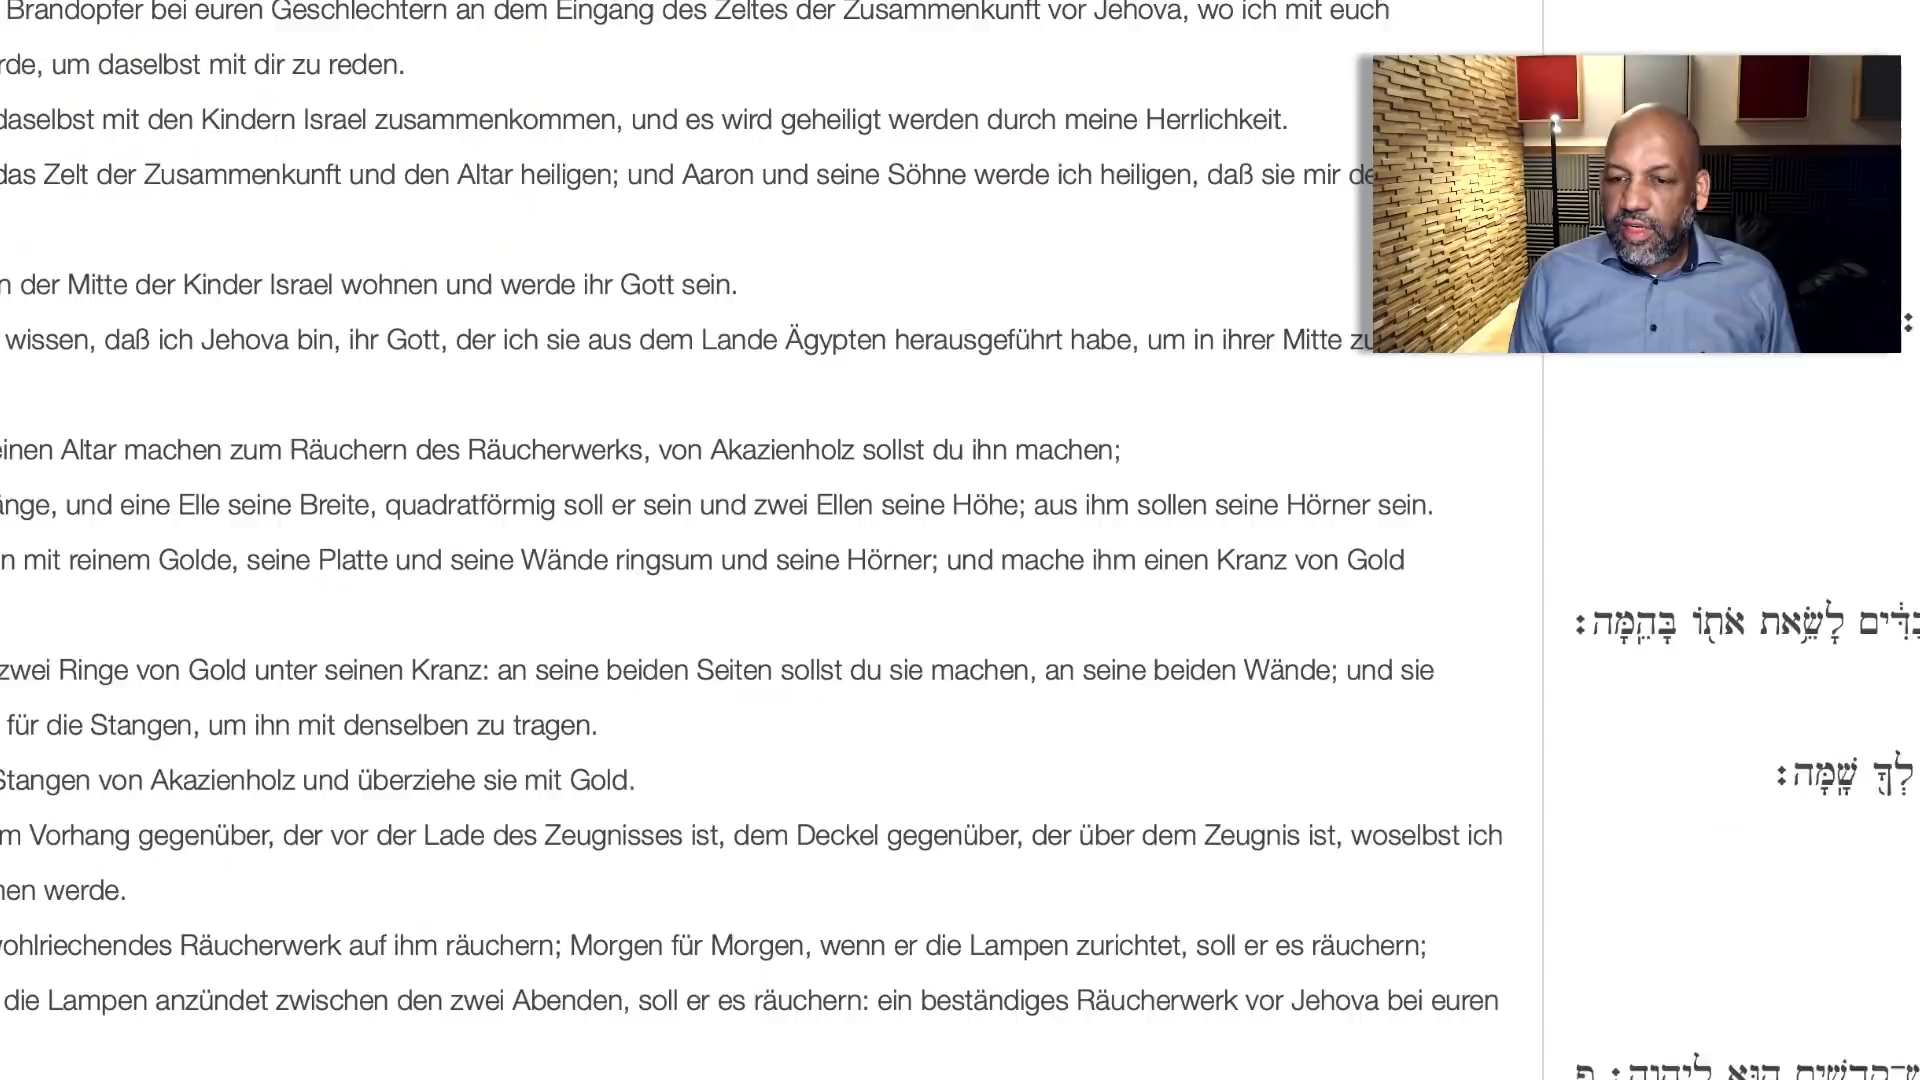 Brandopfer bei euren Geschlechtern an dem Eingang des Zeltes der Zusammenkunft vor Jehova, wo ich mit euch
um daselbst mit dir zu reden.
daselbst mit den Kindern Israel zusammenkommen, und es wird geheiligt werden durch meine Herrlichkeit.
das Zelt der Zusammenkunft und den Altar heiligen; und Aaron und seine Söhne werde ich heiligen, daß sie mir
der Mitte der Kinder Israel wohnen und werde ihr Gott sein.
wissen, daß ich Jehova bin, ihr Gott, der ich sie aus dem Lande Ägypten herausgeführt habe, um in ihrer Mitte
einen Altar machen zum Räuchern des Räucherwerks, von Akazienholz sollst du ihn machen;
und eine Elle seine Breite, quadratförmig soll er sein und zwei Ellen seine Höhe; aus ihm sollen seine Hörner sein.
mit reinem Golde, seine Platte und seine Wände ringsum und seine Hörner; und mache ihm einen Kranz von Gold
לָשֵׂ֥את אֹת֖וֹ בָּהֵֽמָּה׃
zwei Ringe von Gold unter seinen Kranz: an seine beiden Seiten sollst du sie machen, an seine beiden Wände; und sie
für die Stangen, um ihn mit denselben zu tragen.
Stangen von Akazienholz und überziehe sie mit Gold.
לְךָ֖ שָֽׁמָּה׃
Vorhang gegenüber, der vor der Lade des Zeugnisses ist, dem Deckel gegenüber, der über dem Zeugnis ist, woselbst ich
werde.
wohlriechendes Räucherwerk auf ihm räuchern; Morgen für Morgen, wenn er die Lampen zurichtet, soll er es räuchern;
die Lampen anzündet zwischen den zwei Abenden, soll er es räuchern: ein beständiges Räucherwerk vor Jehova bei euren